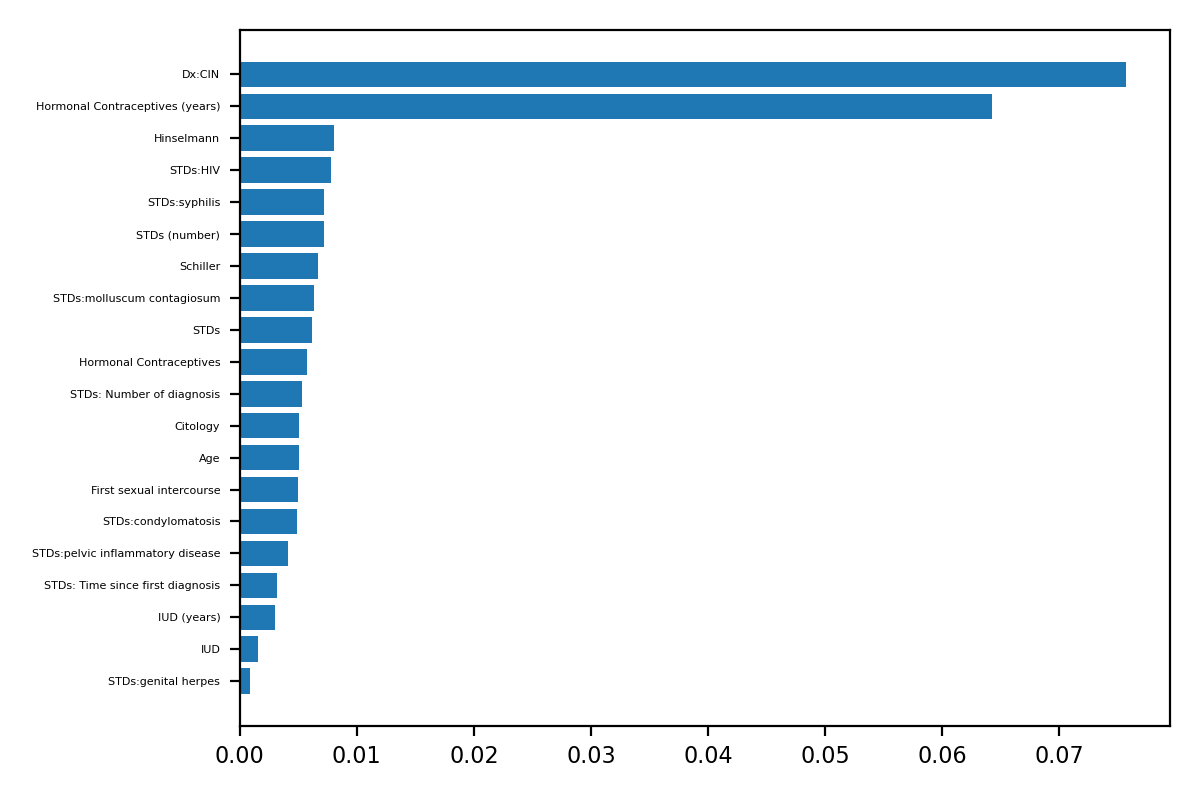 Dx:CIN
Hormonal Contraceptives (years)
Hinselmann
STDs:HIV
STDs:syphilis
STDs (number)
Schiller
STDs:molluscum contagiosum
STDs
Hormonal Contraceptives
STDs: Number of diagnosis
Citology
Age
First sexual intercourse
STDs:condylomatosis
STDs:pelvic inflammatory disease
STDs: Time since first diagnosis
IUD (years)
IUD
STDs:genital herpes
0.00 0.01 0.02 0.03 0.04 0.05 0.06 0.07